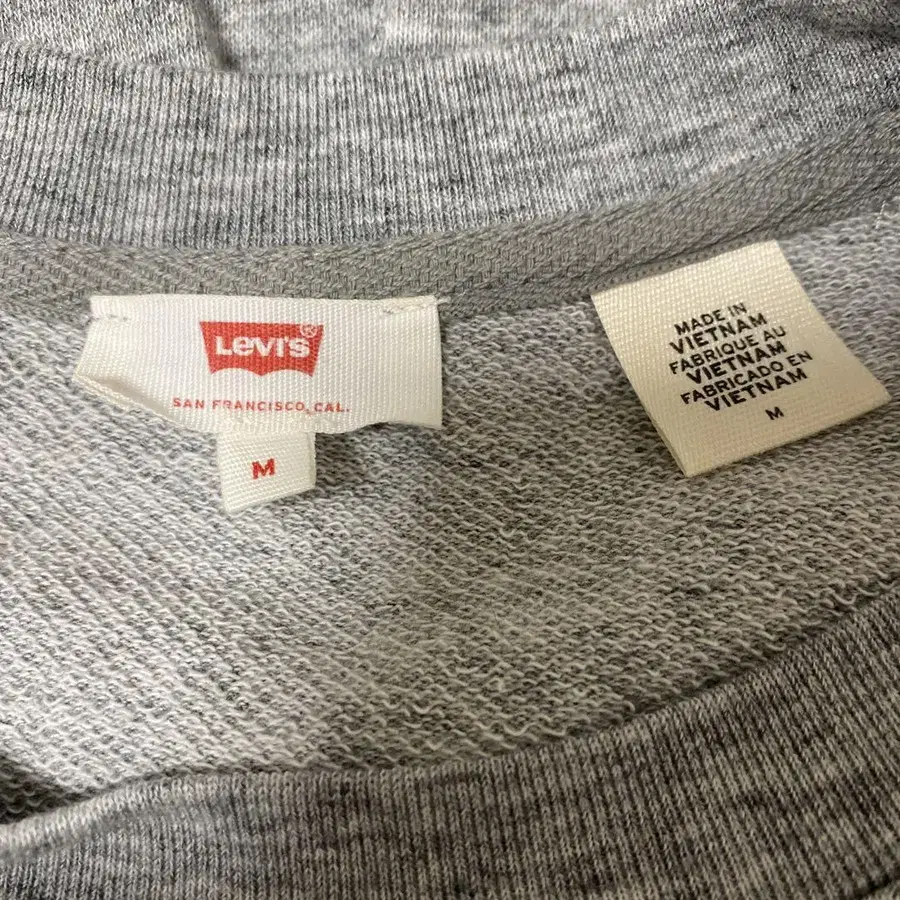 Levi's®
SAN FRANCISCO, CAL.
M
MADE IN
VIETNAM
FABRIQUE AU
VIETNAM
FABRICADO EN
VIETNAM
M